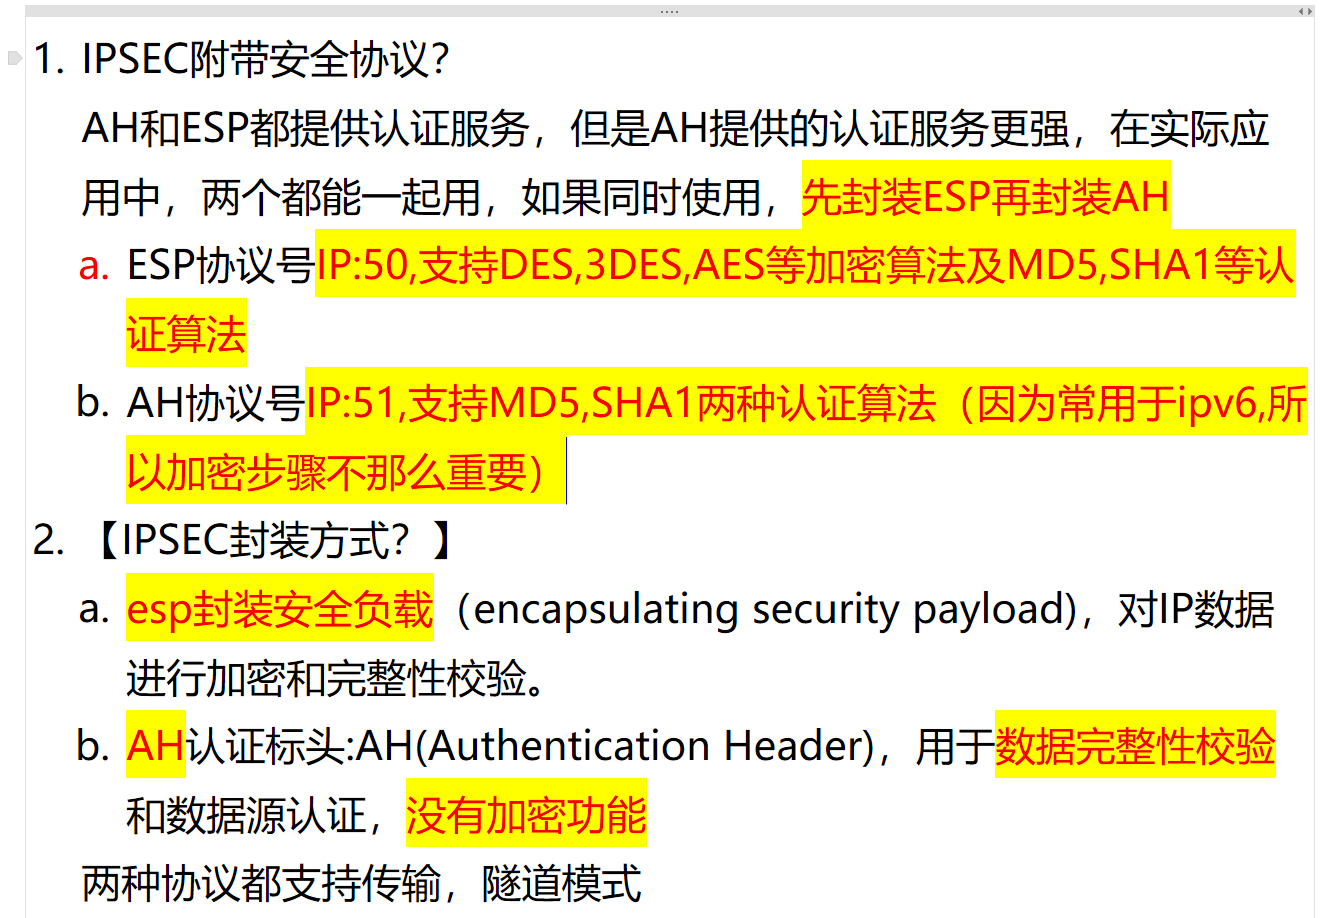 1. IPSEC附带安全协议？
AH和ESP都提供认证服务，但是AH提供的认证服务更强，在实际应
用中，两个都能一起用，如果同时使用，先封装ESP再封装AH
a. ESP协议号IP:50,支持DES,3DES,AES等加密算法及MD5,SHA1等认
证算法
b. AH协议号IP:51,支持MD5,SHA1两种认证算法（因为常用于ipv6,所
以加密步骤不那么重要）
2. 【IPSEC封装方式？】
a. esp封装安全负载（encapsulating security payload)，对IP数据
进行加密和完整性校验。
b. AH认证标头:AH(Authentication Header)，用于数据完整性校验
和数据源认证，没有加密功能
两种协议都支持传输，隧道模式